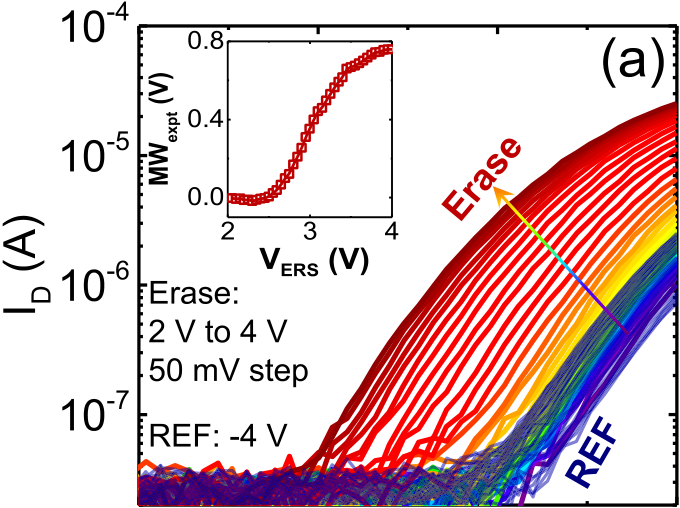 (a)
10⁻⁴
10⁻⁵
10⁻⁶
10⁻⁷
I_D (A)
0.8
0.4
0.0
MW_expt (V)
2 3 4
V_ERS (V)
Erase
Erase:
2 V to 4 V
50 mV step
REF: -4 V
REF